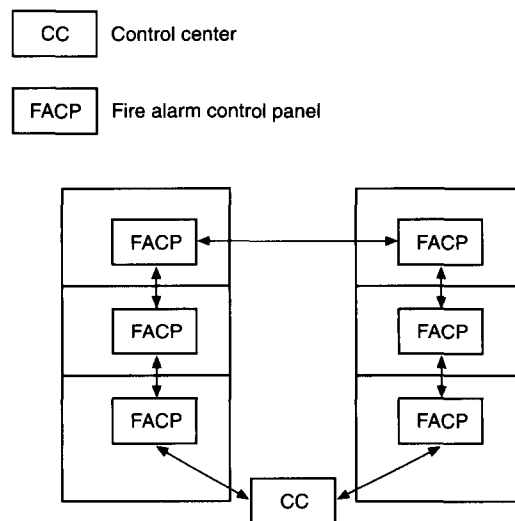 CC Control center
FACP Fire alarm control panel
FACP FACP
FACP FACP
FACP FACP
CC